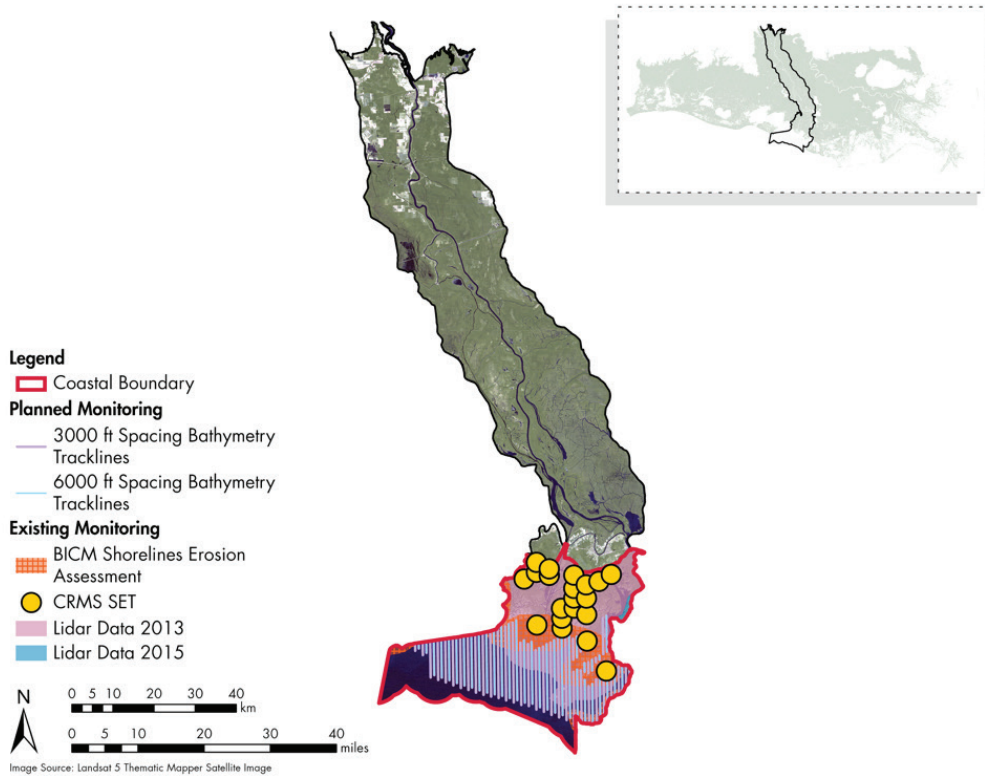 Legend
Coastal Boundary
Planned Monitoring
3000 ft Spacing Bathymetry
Tracklines
6000 ft Spacing Bathymetry
Tracklines
Existing Monitoring
BICM Shorelines Erosion
Assessment
CRMS SET
Lidar Data 2013
Lidar Data 2015
N
0 5 10 20 30 40
km
0 5 10 20 30 40
miles
Image Source: Landsat 5 Thematic Mapper Satellite Image